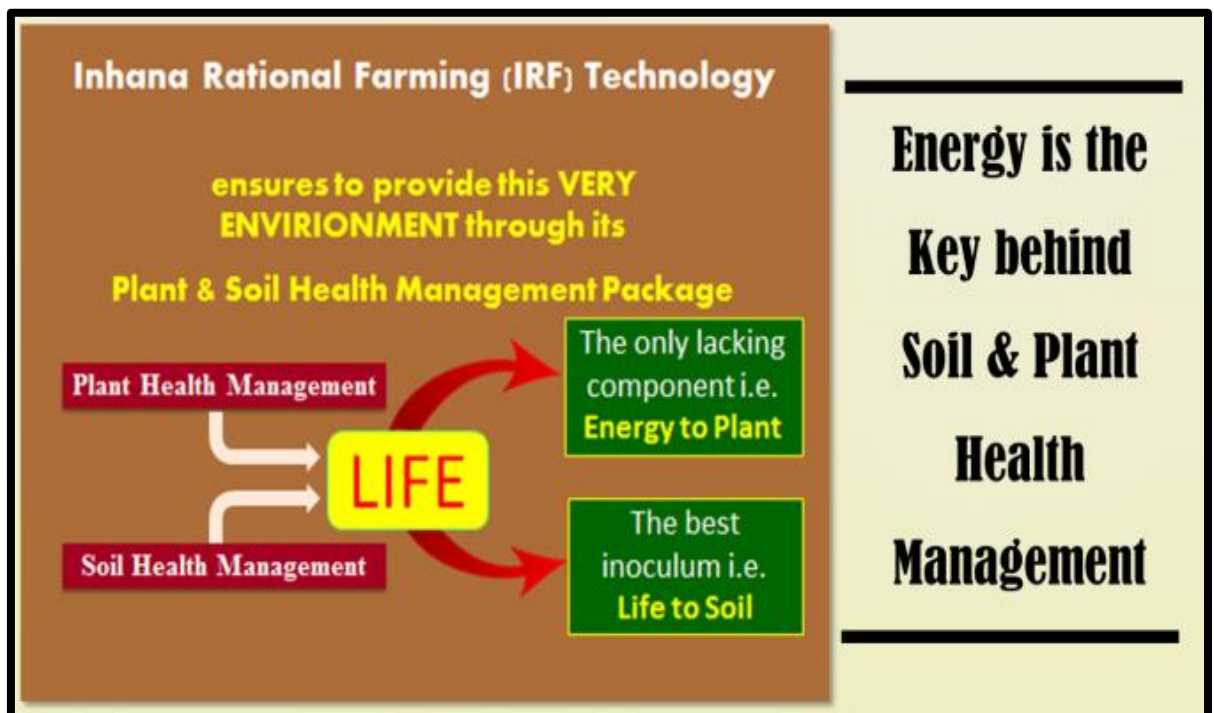 Inhana Rational Farming (IRF) Technology
ensures to provide this VERY
ENVIRIONMENT through its
Plant & Soil Health Management Package
Plant Health Management
Soil Health Management
LIFE
The only lacking
component i.e.
Energy to Plant
The best
inoculum i.e.
Life to Soil
Energy is the
Key behind
Soil & Plant
Health
Management